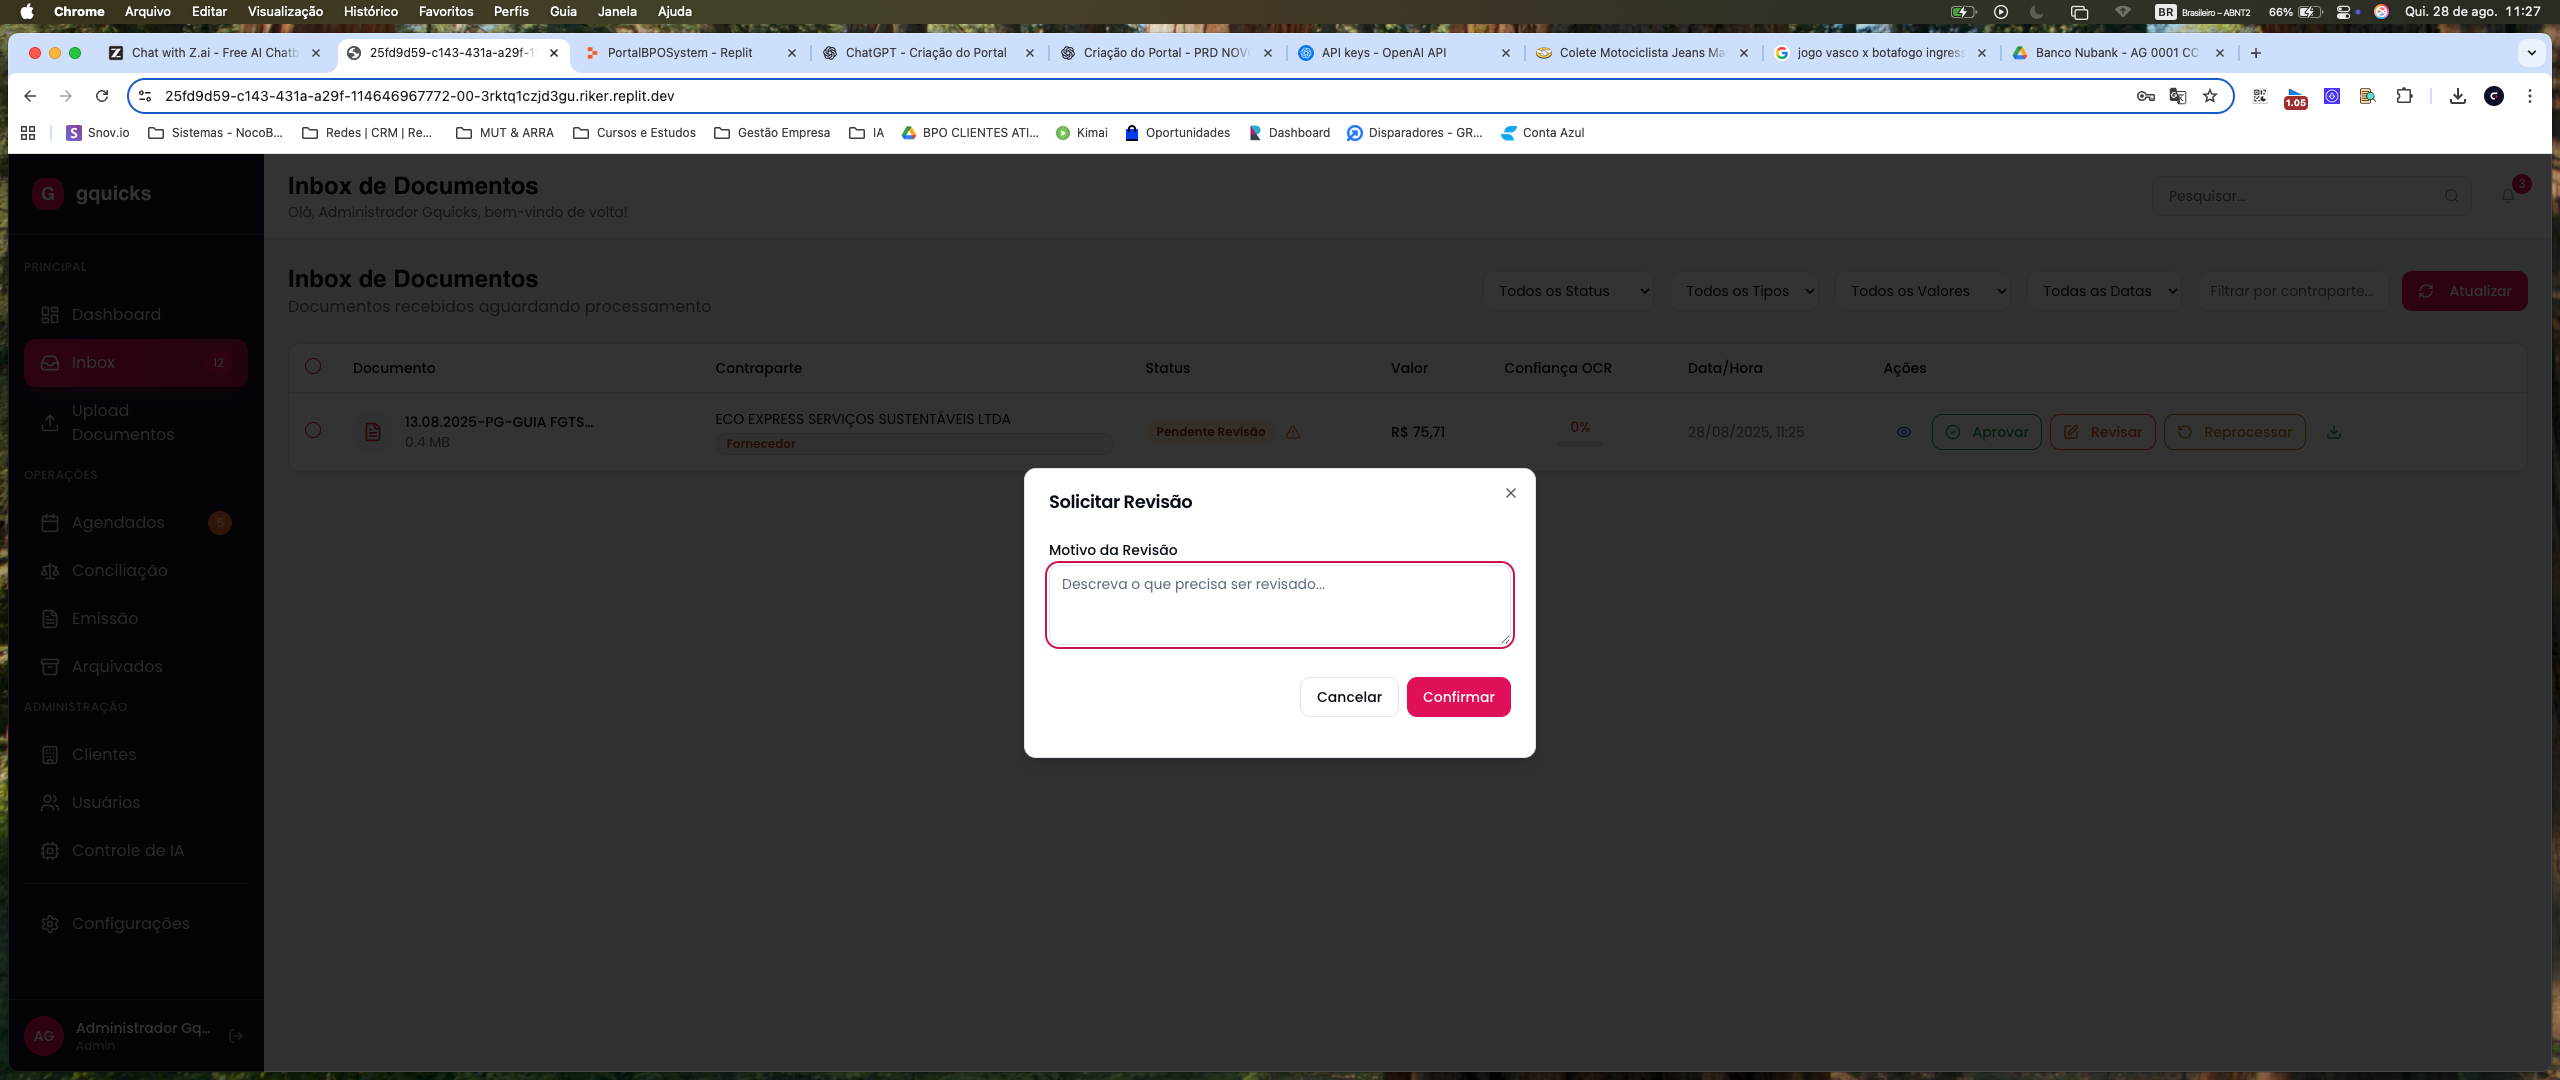 Chrome Arquivo Editar Visualização Histórico Favoritos Perfis Guia Janela Ajuda
BR Brasileiro – ABNT2 66% Qui. 28 de ago. 11:27
Chat with Z.ai - Free AI Chatb
25fd9d59-c143-431a-a29f-1
PortalBPOSystem - Replit
ChatGPT - Criação do Portal
Criação do Portal - PRD NOV
API keys - OpenAI API
Colete Motociclista Jeans Ma
jogo vasco x botafogo ingress
Banco Nubank - AG 0001 CC
25fd9d59-c143-431a-a29f-114646967772-00-3rktq1czjd3gu.riker.replit.dev
1.05
Snov.io
Sistemas - NocoB...
Redes | CRM | Re...
MUT & ARRA
Cursos e Estudos
Gestão Empresa
IA
BPO CLIENTES ATI...
Kimai
Oportunidades
Dashboard
Disparadores - GR...
Conta Azul
G gquicks
PRINCIPAL
Dashboard
Inbox 12
Upload
Documentos
OPERAÇÕES
Agendados 5
Conciliação
Emissão
Arquivados
ADMINISTRAÇÃO
Clientes
Usuários
Controle de IA
Configurações
AG Administrador Gq...
Admin
Inbox de Documentos
Olá, Administrador Gquicks, bem-vindo de volta!
Pesquisar...
3
Inbox de Documentos
Documentos recebidos aguardando processamento
Todos os Status
Todos os Tipos
Todos os Valores
Todas as Datas
Filtrar por contraparte...
Atualizar
Documento Contraparte Status Valor Confiança OCR Data/Hora Ações
13.08.2025-PG-GUIA FGTS...
0.4 MB
ECO EXPRESS SERVIÇOS SUSTENTÁVEIS LTDA
Fornecedor
Pendente Revisão
R$ 75,71
0%
28/08/2025, 11:25
Aprovar
Revisar
Reprocessar
Solicitar Revisão
Motivo da Revisão
Descreva o que precisa ser revisado...
Cancelar
Confirmar